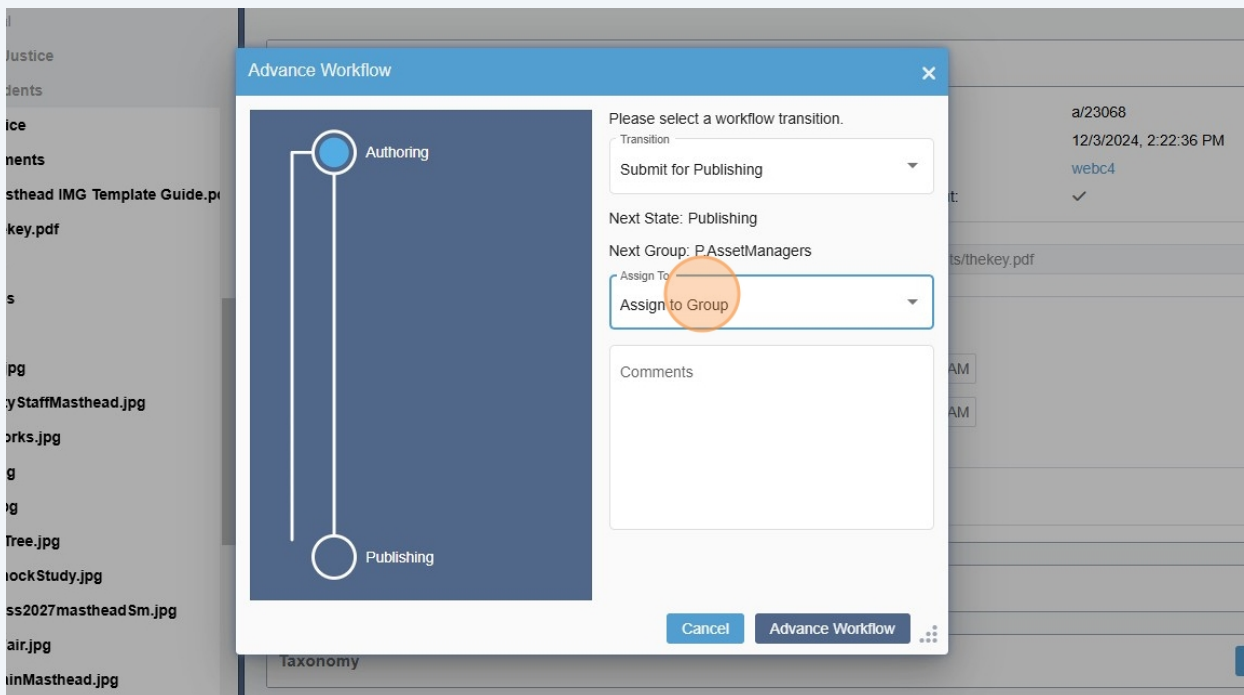 Justice
dents
ice
ments
sthead IMG Template Guide.p
key.pdf
s
pg
yStaffMasthead.jpg
orks.jpg
g
Tree.jpg
ockStudy.jpg
ss2027mastheadSm.jpg
air.jpg
inMasthead.jpg
Advance Workflow
Authoring
Publishing
Please select a workflow transition.
Transition
Submit for Publishing
Next State: Publishing
Next Group: P.AssetManagers
Assign To
Assign to Group
Comments
Cancel
Advance Workflow
a/23068
12/3/2024, 2:22:36 PM
webc4
t:
ts/thekey.pdf
AM
AM
Taxonomy